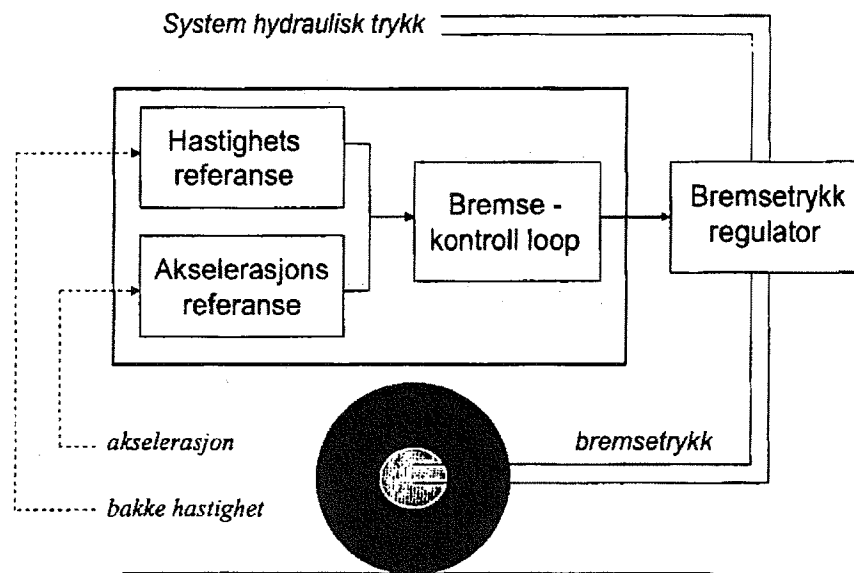 System hydraulisk trykk
Hastighets
referanse
Bremse -
kontroll loop
Bremsetrykk
regulator
Akselerasjons
referanse
akselerasjon
bremsetrykk
bakke hastighet